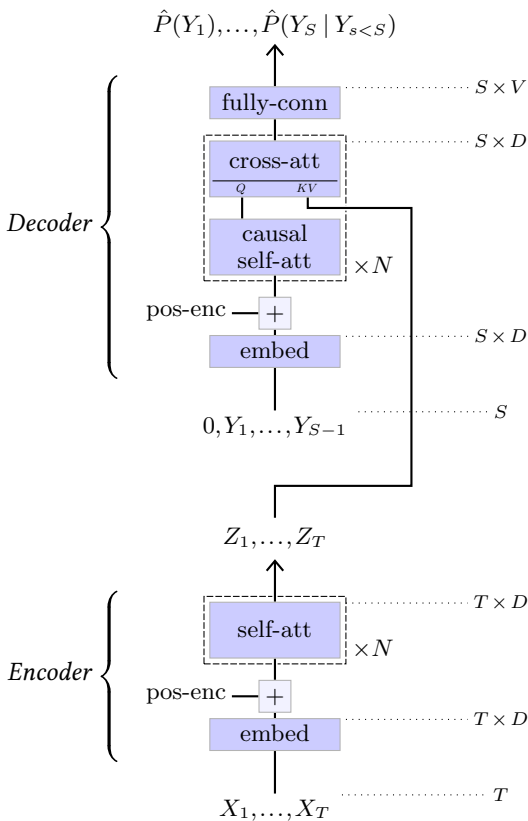 P̂(Y₁),...,P̂(Y_S | Y_{s<S})
S × V
fully-conn
S × D
cross-att
Q KV
Decoder
causal
self-att
×N
pos-enc +
S × D
embed
0,Y₁,...,Y_{S−1}
S
Z₁,...,Z_T
T × D
self-att
×N
Encoder
pos-enc +
T × D
embed
T
X₁,...,X_T